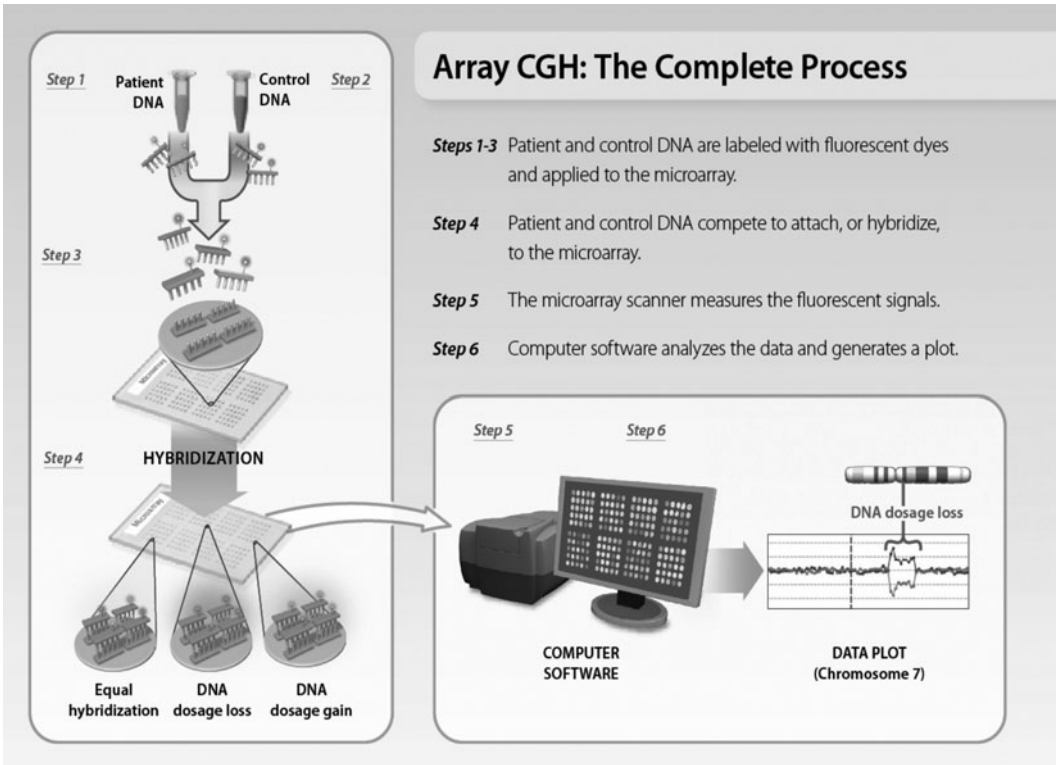 Array CGH: The Complete Process
Step 1
Patient
DNA
Control
DNA
Step 2
Step 3
Microarray
HYBRIDIZATION
Step 4
Microarray
Equal
hybridization
DNA
dosage loss
DNA
dosage gain
Steps 1-3 Patient and control DNA are labeled with fluorescent dyes
and applied to the microarray.
Step 4 Patient and control DNA compete to attach, or hybridize,
to the microarray.
Step 5 The microarray scanner measures the fluorescent signals.
Step 6 Computer software analyzes the data and generates a plot.
Step 5
Step 6
COMPUTER
SOFTWARE
DNA dosage loss
DATA PLOT
(Chromosome 7)